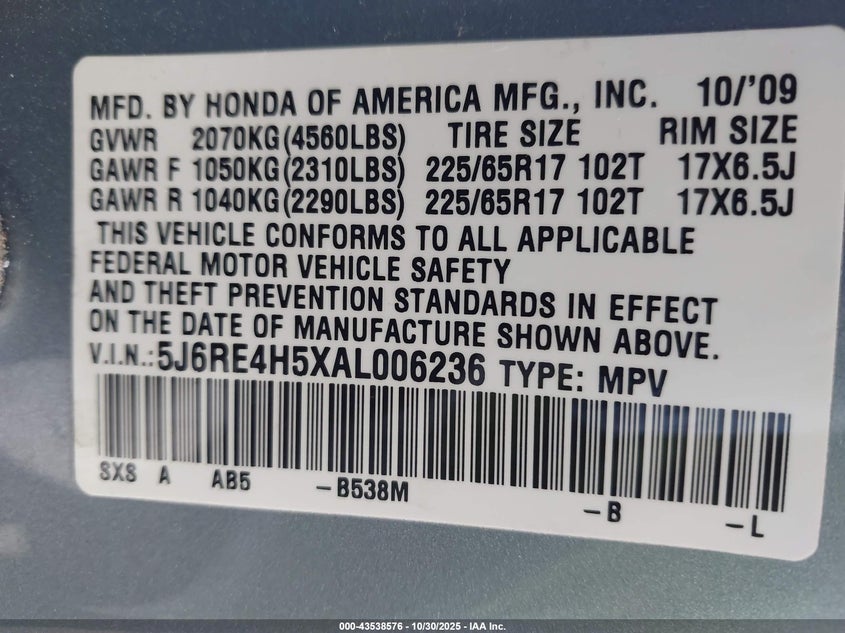 MFD. BY HONDA OF AMERICA MFG., INC. 10/'09
GVWR 2070KG(4560LBS) TIRE SIZE RIM SIZE
GAWR F 1050KG(2310LBS) 225/65R17 102T 17X6.5J
GAWR R 1040KG(2290LBS) 225/65R17 102T 17X6.5J
THIS VEHICLE CONFORMS TO ALL APPLICABLE
FEDERAL MOTOR VEHICLE SAFETY
AND THEFT PREVENTION STANDARDS IN EFFECT
ON THE DATE OF MANUFACTURE SHOWN ABOVE.
V.I.N.:5J6RE4H5XAL006236 TYPE: MPV
SXS A AB5 -B538M -B -L
000-43538576 - 10/30/2025 - IAA Inc.